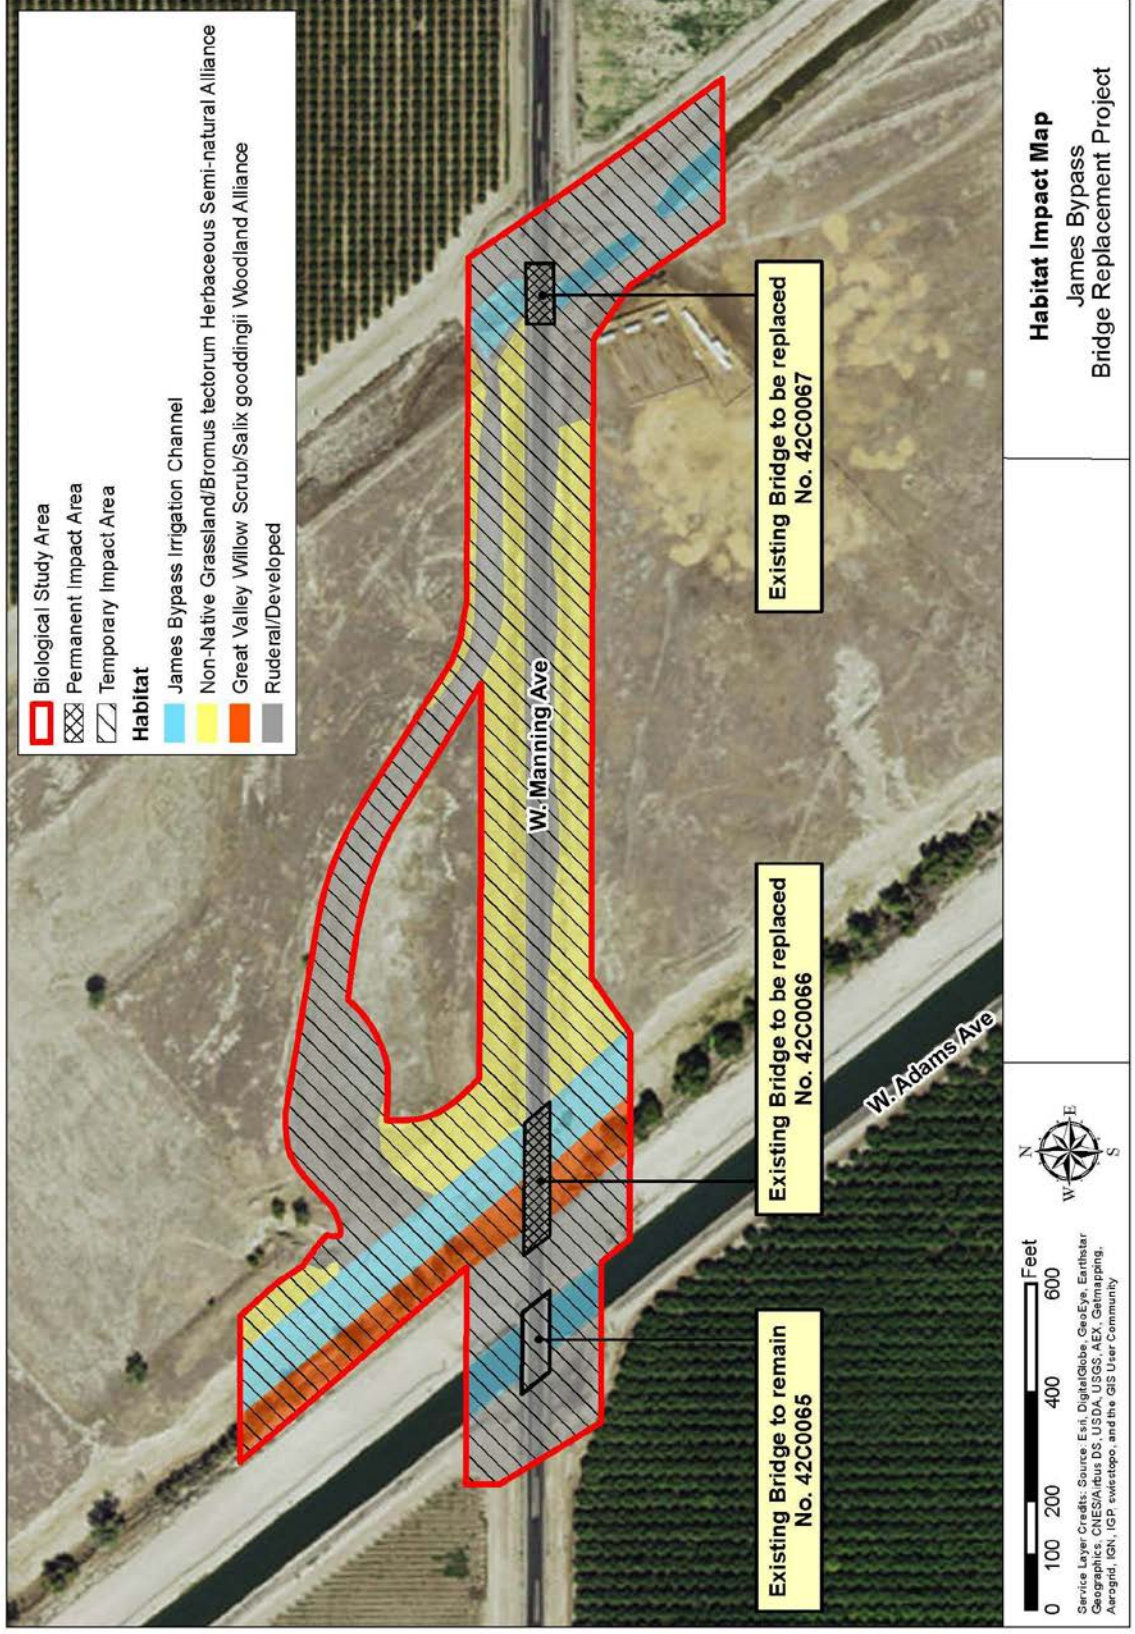 Biological Study Area
Permanent Impact Area
Temporary Impact Area
Habitat
James Bypass Irrigation Channel
Non-Native Grassland/Bromus tectorum Herbaceous Semi-natural Alliance
Great Valley Willow Scrub/Salix gooddingii Woodland Alliance
Ruderal/Developed
W. Manning Ave
W. Adams Ave
Existing Bridge to remain
No. 42C0065
Existing Bridge to be replaced
No. 42C0066
Existing Bridge to be replaced
No. 42C0067
0 100 200 400 600
Feet
Service Layer Credits: Source: Esri, DigitalGlobe, GeoEye, Earthstar
Geographics, CNES/Airbus DS, USDA, USGS, AEX, Getmapping,
Aerogrid, IGN, IGP, swisstopo, and the GIS User Community
N
W
E
S
Habitat Impact Map
James Bypass
Bridge Replacement Project